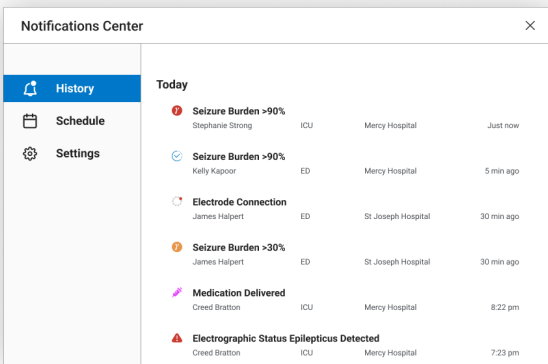 Notifications Center
History
Schedule
Settings
Today
Seizure Burden >90%
Stephanie Strong ICU Mercy Hospital Just now
Seizure Burden >90%
Kelly Kapoor ED Mercy Hospital 5 min ago
Electrode Connection
James Halpert ED St Joseph Hospital 30 min ago
Seizure Burden >30%
James Halpert ED St Joseph Hospital 30 min ago
Medication Delivered
Creed Bratton ICU Mercy Hospital 8:22 pm
Electrographic Status Epilepticus Detected
Creed Bratton ICU Mercy Hospital 7:23 pm